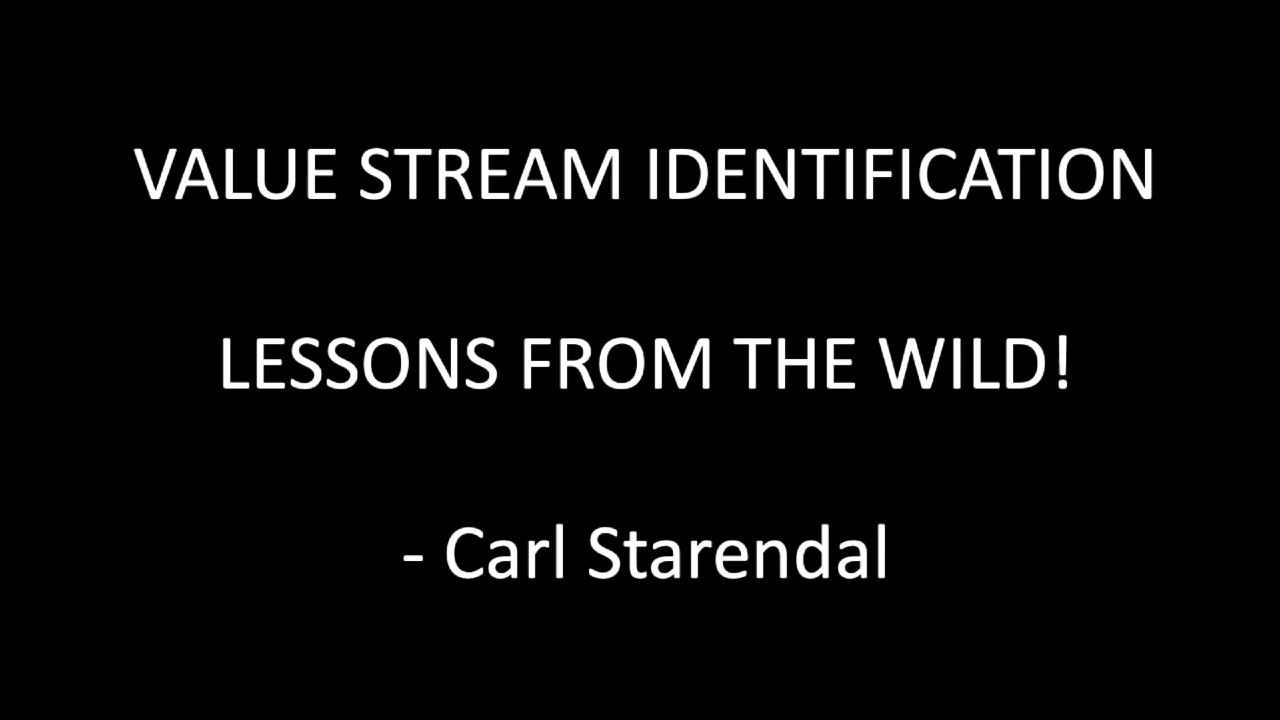 VALUE STREAM IDENTIFICATION
LESSONS FROM THE WILD!
- Carl Starendal